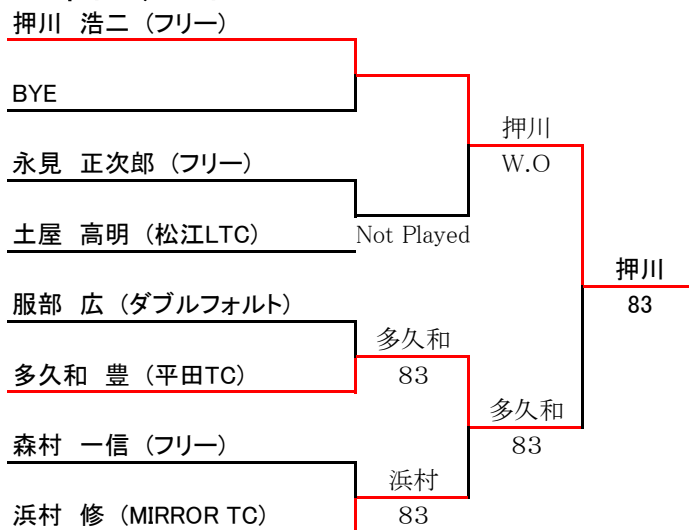 押川　浩二　（フリー）
BYE
押川
永見　正次郎　（フリー）
W.O
土屋　高明　（松江LTC）
Not Played
押川
服部　広　（ダブルフォルト）
83
多久和
多久和　豊　（平田TC）
83
多久和
森村　一信　（フリー）
83
浜村
浜村　修　（MIRROR TC）
83